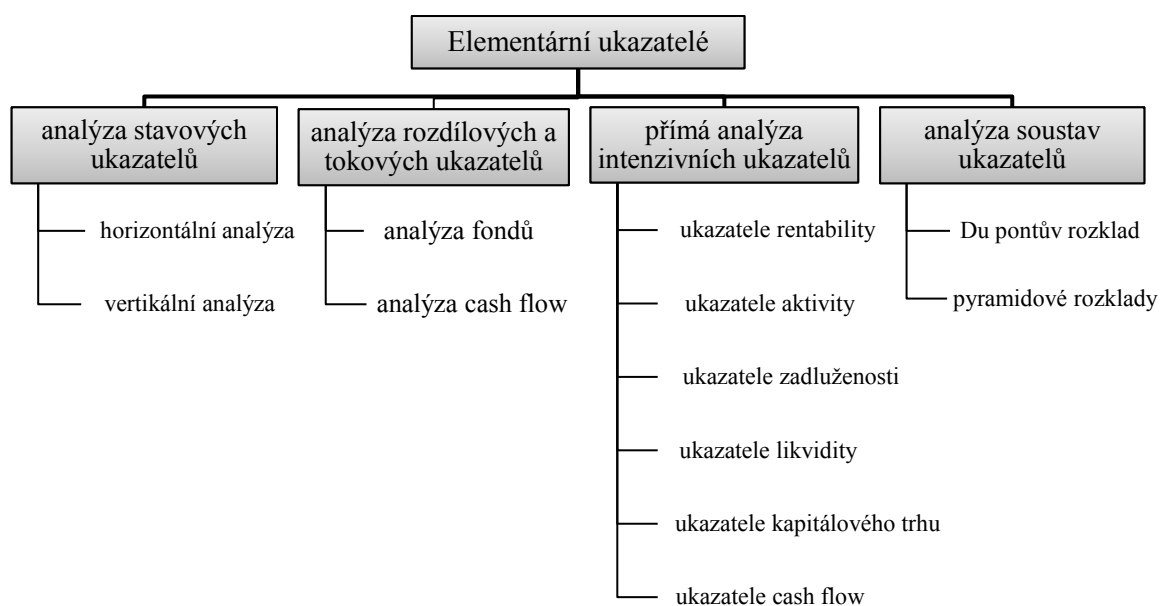 Elementární ukazatelé
analýza stavových
ukazatelů
horizontální analýza
vertikální analýza
analýza rozdílových a
tokových ukazatelů
analýza fondů
analýza cash flow
přímá analýza
intenzivních ukazatelů
ukazatele rentability
ukazatele aktivity
ukazatele zadluženosti
ukazatele likvidity
ukazatele kapitálového trhu
ukazatele cash flow
analýza soustav
ukazatelů
Du pontův rozklad
pyramidové rozklady